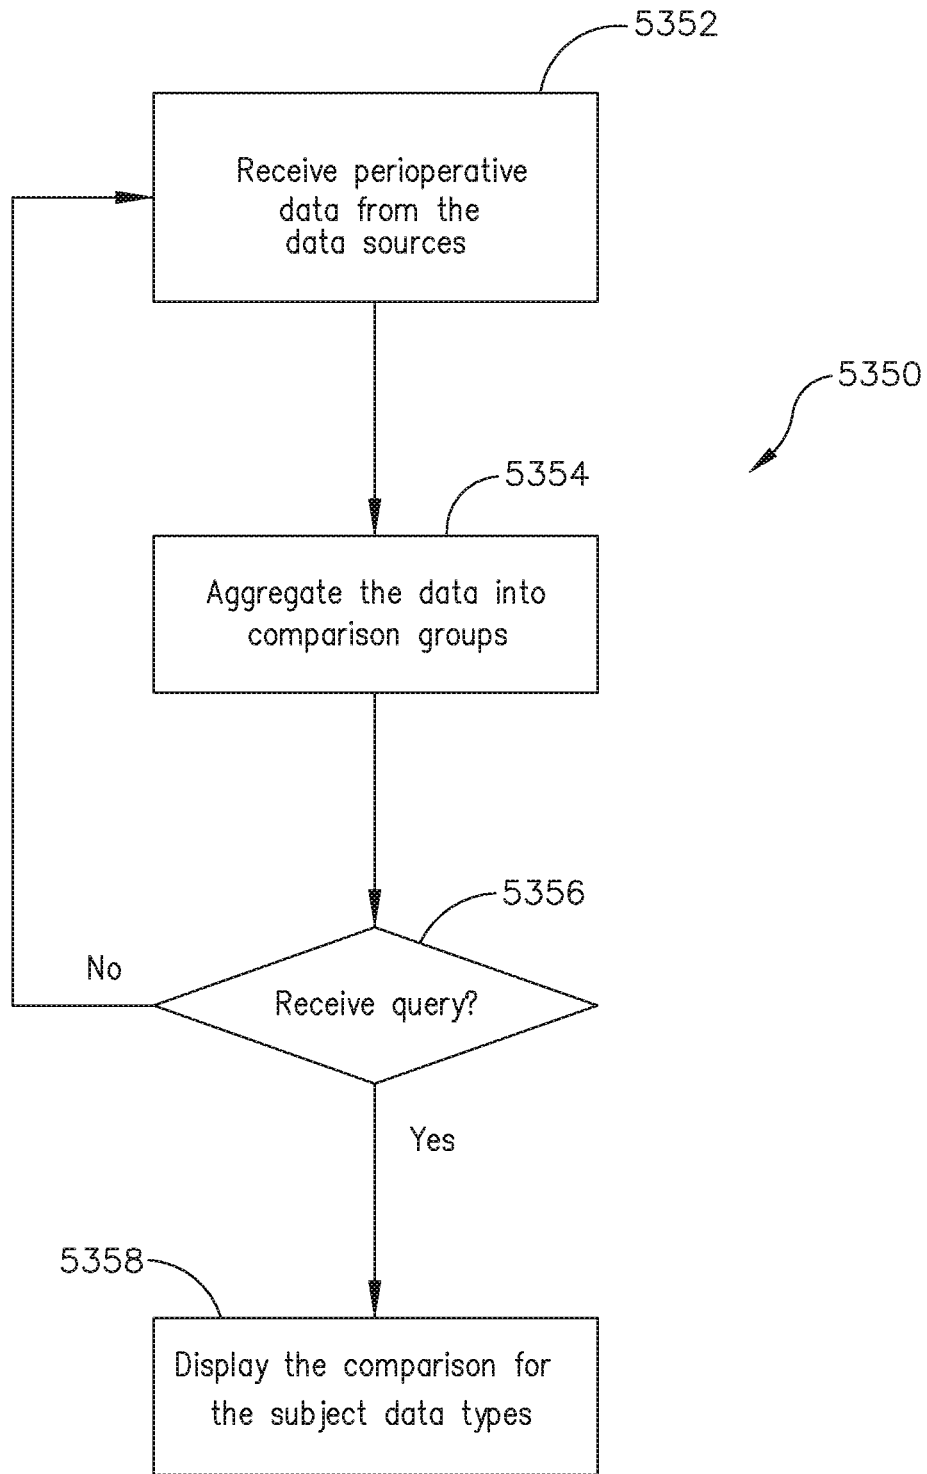 5352
Receive perioperative
data from the
data sources
5350
5354
Aggregate the data into
comparison groups
5356
No
Receive query?
Yes
5358
Display the comparison for
the subject data types